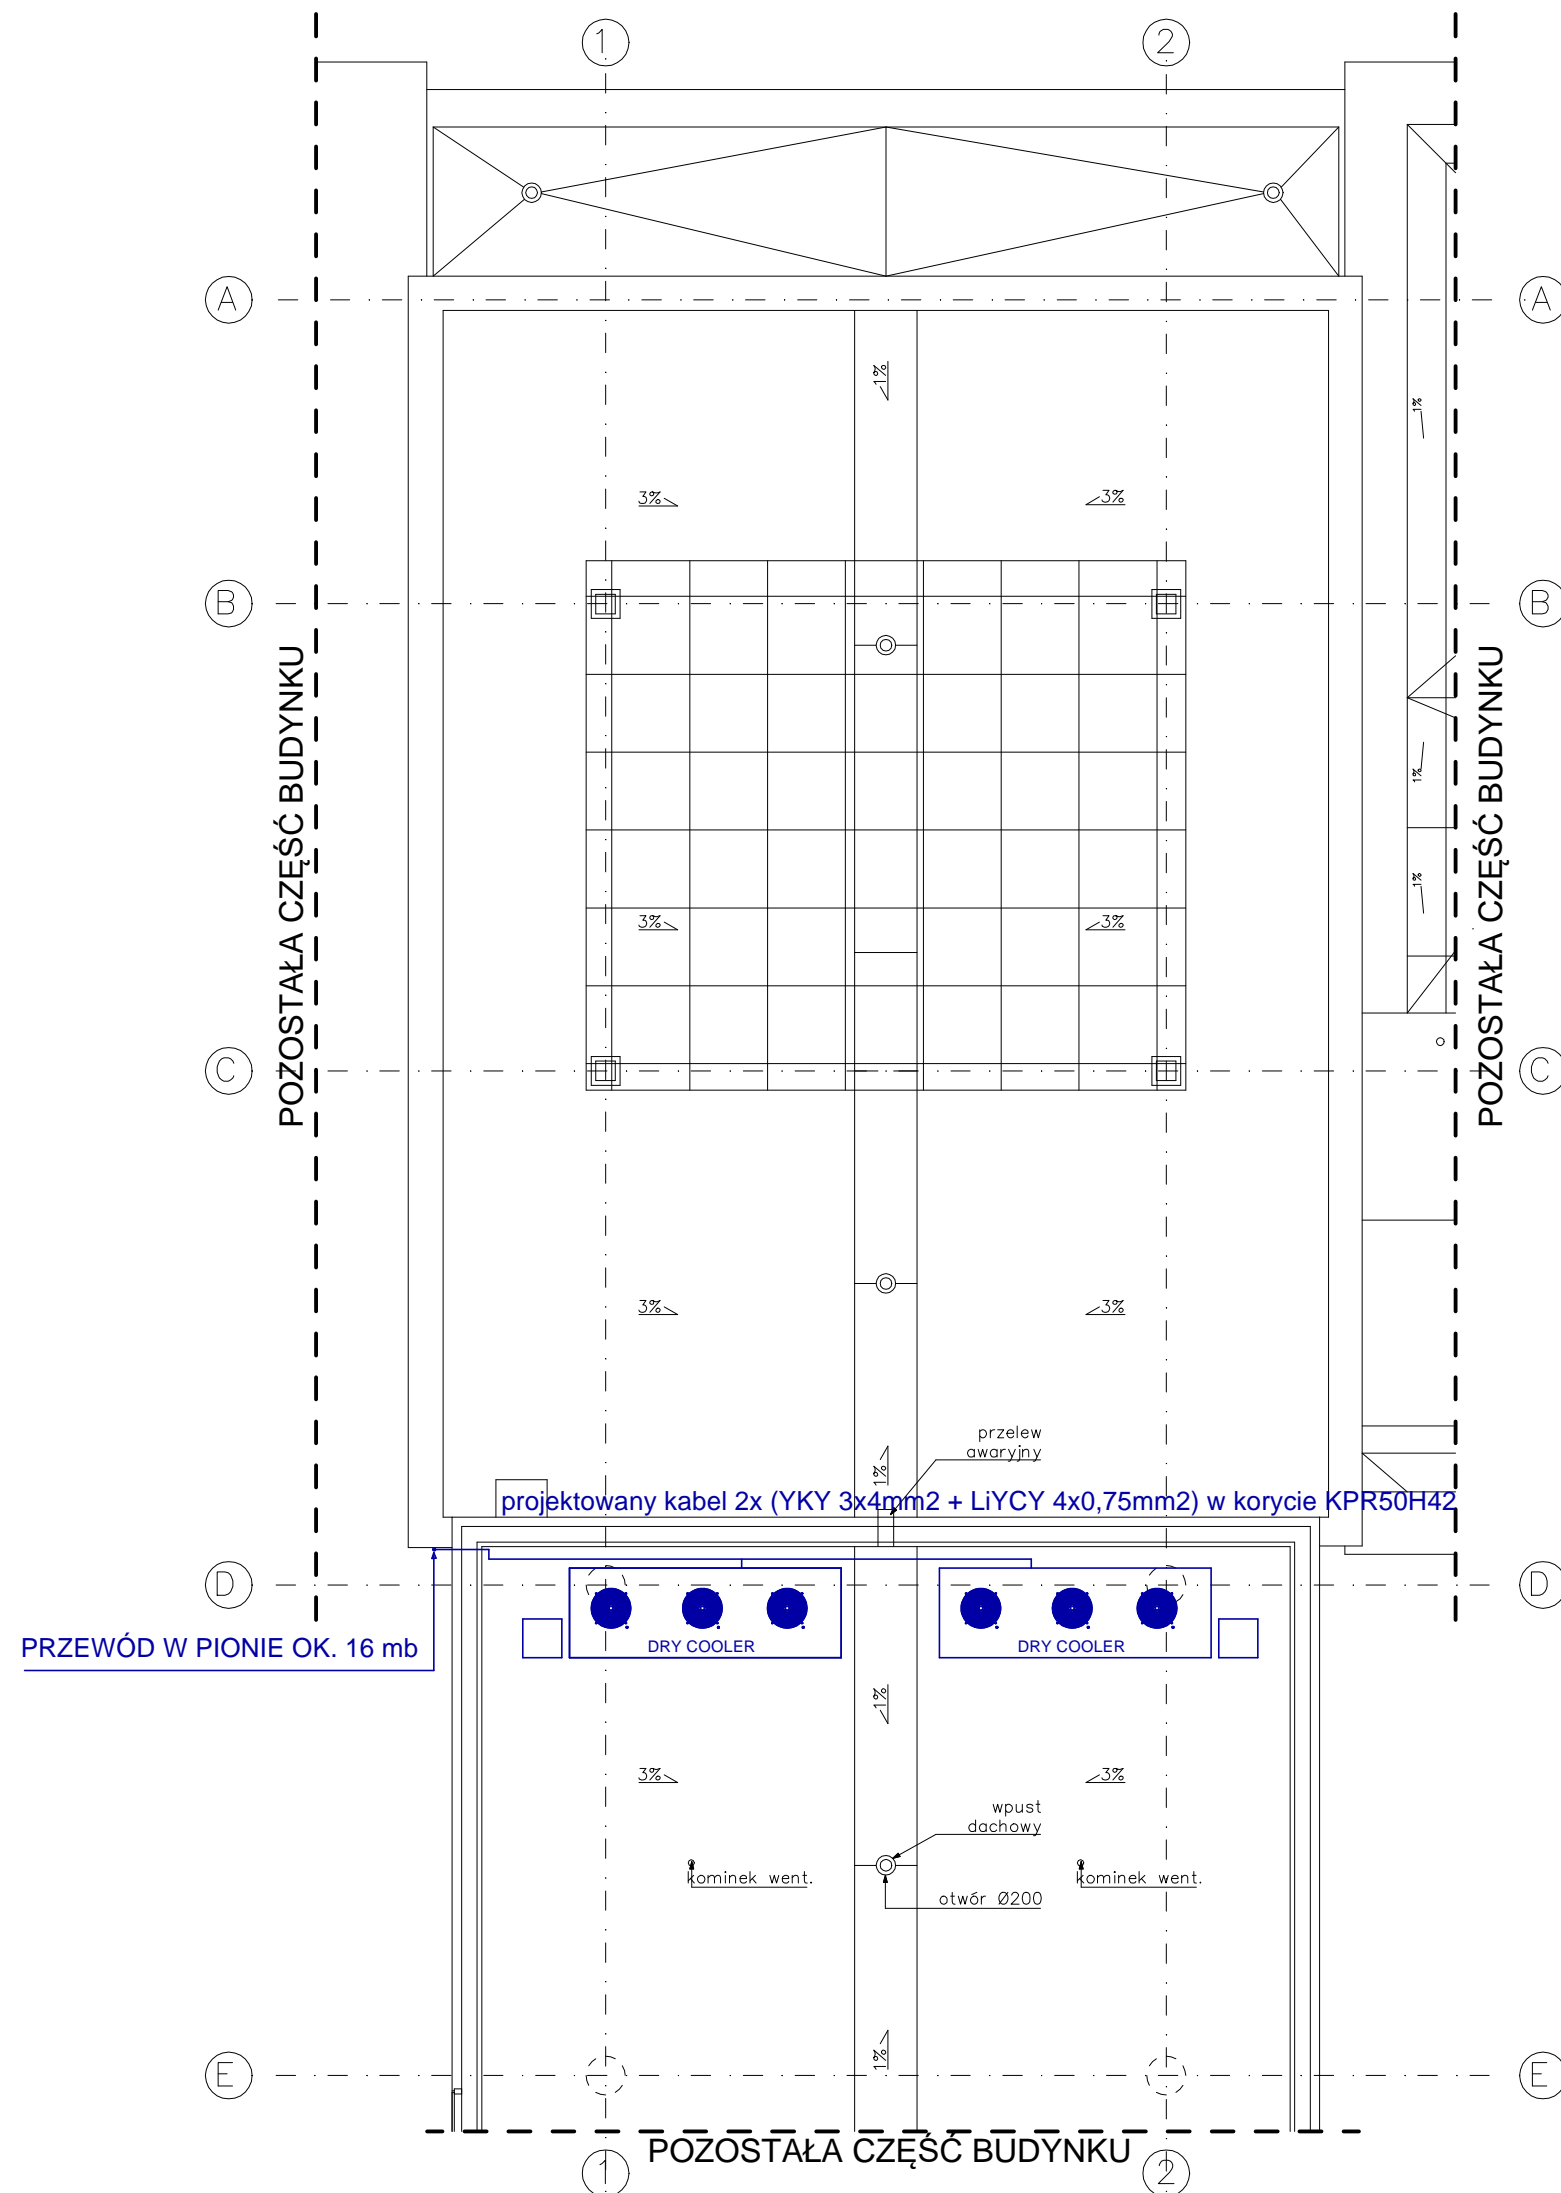 1
2
A
A
1%
1%
3%
3%
B
B
POZOSTAŁA CZĘŚĆ BUDYNKU
POZOSTAŁA CZĘŚĆ BUDYNKU
1%
1%
3%
3%
C
C
3%
3%
przelew
awaryjny
1%
projektowany kabel 2x (YKY 3x4mm2 + LiYCY 4x0,75mm2) w korycie KPR50H42
D
D
PRZEWÓD W PIONIE OK. 16 mb
DRY COOLER
DRY COOLER
1%
3%
3%
wpust
dachowy
kominek went.
kominek went.
otwór Ø200
1%
E
E
POZOSTAŁA CZĘŚĆ BUDYNKU
1
2